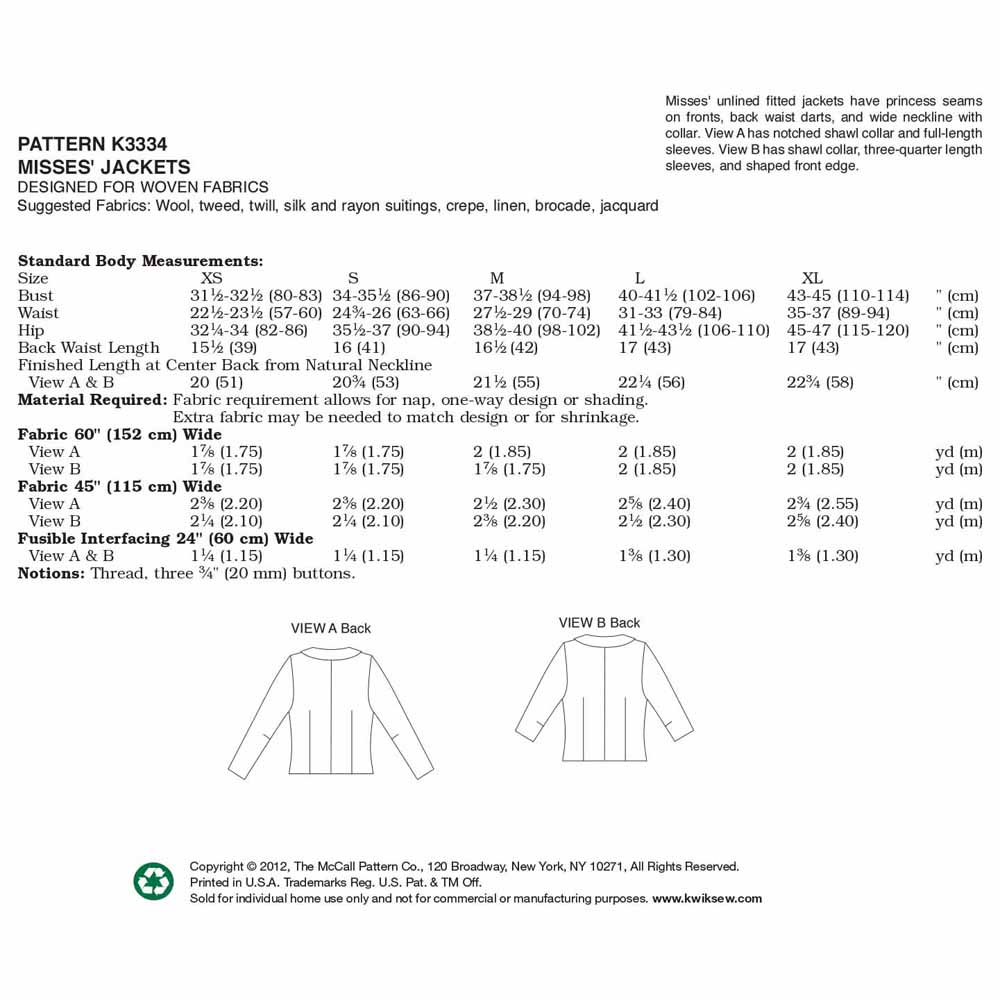 Misses' unlined fitted jackets have princess seams
on fronts, back waist darts, and wide neckline with
collar. View A has notched shawl collar and full-length
sleeves. View B has shawl collar, three-quarter length
sleeves, and shaped front edge.
PATTERN K3334
MISSES' JACKETS
DESIGNED FOR WOVEN FABRICS
Suggested Fabrics: Wool, tweed, twill, silk and rayon suitings, crepe, linen, brocade, jacquard
Standard Body Measurements:
Size XS S M L XL
Bust 31½-32½ (80-83) 34-35½ (86-90) 37-38½ (94-98) 40-41½ (102-106) 43-45 (110-114) " (cm)
Waist 22½-23½ (57-60) 24¾-26 (63-66) 27½-29 (70-74) 31-33 (79-84) 35-37 (89-94) " (cm)
Hip 32¼-34 (82-86) 35½-37 (90-94) 38½-40 (98-102) 41½-43½ (106-110) 45-47 (115-120) " (cm)
Back Waist Length 15½ (39) 16 (41) 16½ (42) 17 (43) 17 (43) " (cm)
Finished Length at Center Back from Natural Neckline
View A & B 20 (51) 20¾ (53) 21½ (55) 22¼ (56) 22¾ (58) " (cm)
Material Required: Fabric requirement allows for nap, one-way design or shading.
Extra fabric may be needed to match design or for shrinkage.
Fabric 60" (152 cm) Wide
View A 1⅞ (1.75) 1⅞ (1.75) 2 (1.85) 2 (1.85) 2 (1.85) yd (m)
View B 1⅞ (1.75) 1⅞ (1.75) 1⅞ (1.75) 2 (1.85) 2 (1.85) yd (m)
Fabric 45" (115 cm) Wide
View A 2⅜ (2.20) 2⅜ (2.20) 2½ (2.30) 2⅝ (2.40) 2¾ (2.55) yd (m)
View B 2¼ (2.10) 2¼ (2.10) 2⅜ (2.20) 2½ (2.30) 2⅝ (2.40) yd (m)
Fusible Interfacing 24" (60 cm) Wide
View A & B 1¼ (1.15) 1¼ (1.15) 1¼ (1.15) 1⅜ (1.30) 1⅜ (1.30) yd (m)
Notions: Thread, three ¾" (20 mm) buttons.
VIEW A Back
VIEW B Back
Copyright © 2012, The McCall Pattern Co., 120 Broadway, New York, NY 10271, All Rights Reserved.
Printed in U.S.A. Trademarks Reg. U.S. Pat. & TM Off.
Sold for individual home use only and not for commercial or manufacturing purposes. www.kwiksew.com